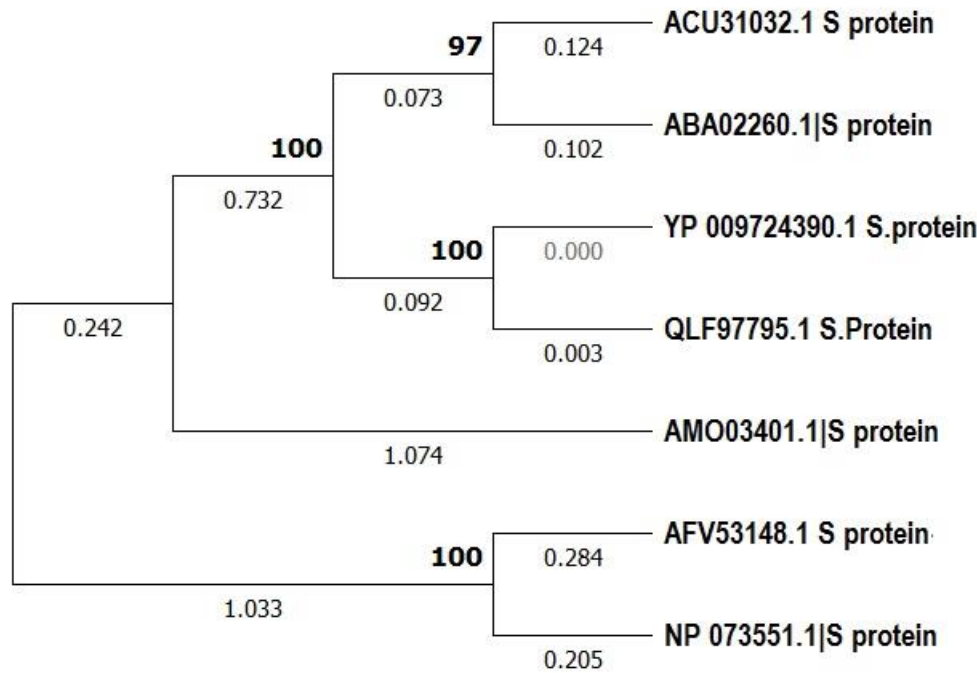 ACU31032.1 S protein
97
0.124
0.073
ABA02260.1|S protein
100
0.102
0.732
YP 009724390.1 S.protein
100
0.000
0.092
0.242
QLF97795.1 S.Protein
0.003
AMO03401.1|S protein
1.074
AFV53148.1 S protein
100
0.284
1.033
NP 073551.1|S protein
0.205